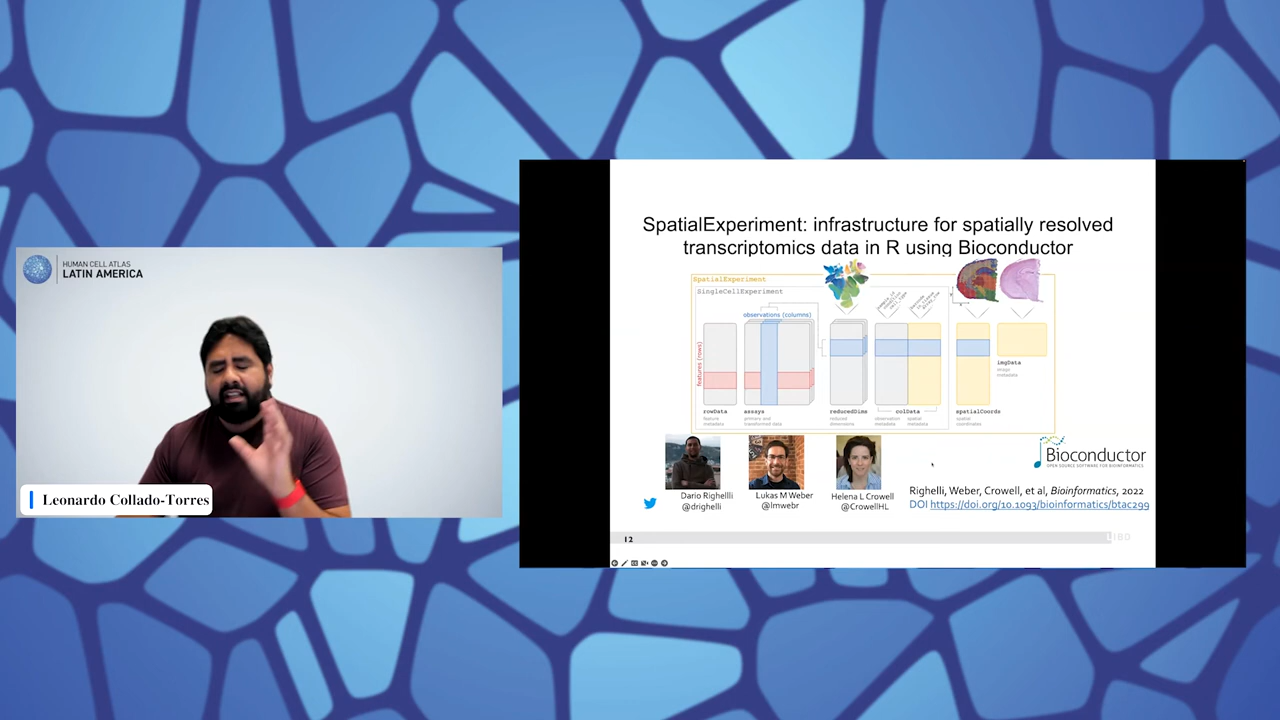 HUMAN CELL ATLAS
LATIN AMERICA
Leonardo Collado-Torres
SpatialExperiment: infrastructure for spatially resolved
transcriptomics data in R using Bioconductor
SpatialExperiment
SingleCellExperiment
observations (columns)
features (rows)
rowData
feature
metadata
assays
primary and
transformed data
reducedDims
reduced
dimensions
colData
observation
metadata
spatial
metadata
spatialCoords
spatial
coordinates
imgData
image
metadata
Dario Righellli
@drighelli
Lukas M Weber
@lmwebr
Helena L Crowell
@CrowellHL
Bioconductor
OPEN SOURCE SOFTWARE FOR BIOINFORMATICS
Righelli, Weber, Crowell, et al, Bioinformatics, 2022
DOI https://doi.org/10.1093/bioinformatics/btac299
12